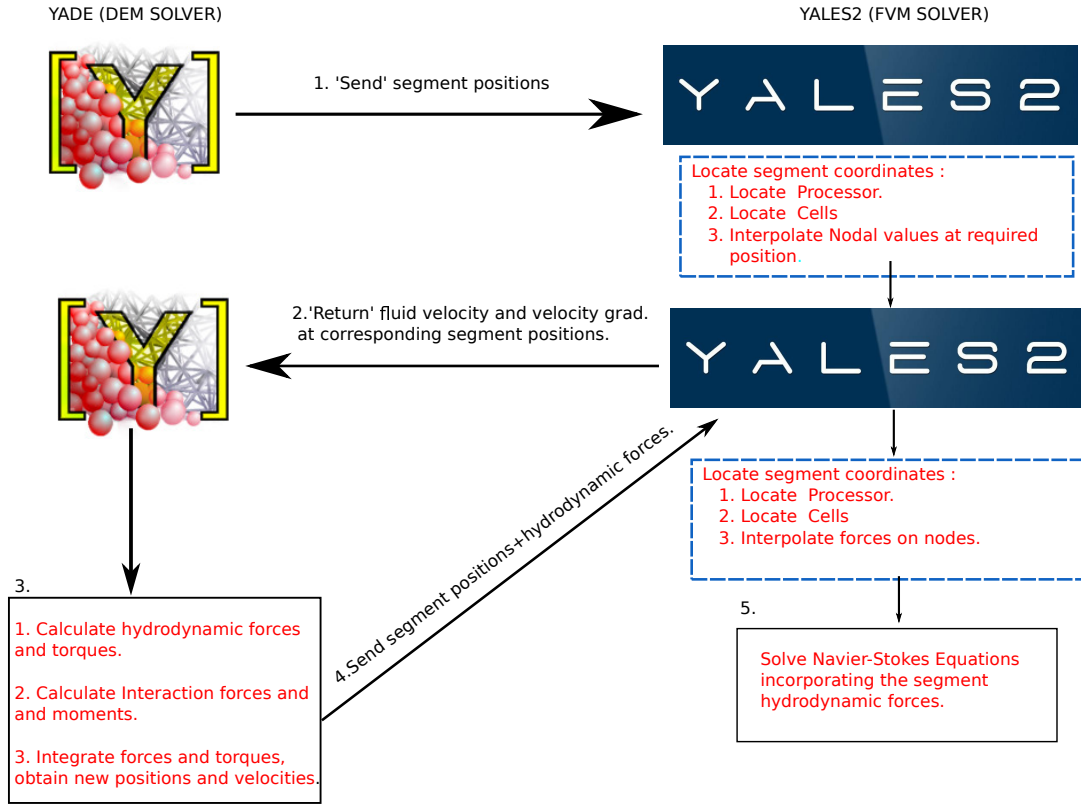 YADE (DEM SOLVER)
YALES2 (FVM SOLVER)
[Y]
1. 'Send' segment positions
YALES2
Locate segment coordinates :
1. Locate  Processor.
2. Locate  Cells
3. Interpolate Nodal values at required
position.
[Y]
2.'Return' fluid velocity and velocity grad.
at corresponding segment positions.
YALES2
Locate segment coordinates :
1. Locate  Processor.
2. Locate  Cells
3. Interpolate forces on nodes.
3.
1. Calculate hydrodynamic forces
and torques.
2. Calculate Interaction forces and
and moments.
3. Integrate forces and torques,
obtain new positions and velocities.
4.Send segment positions+hydrodynamic forces.
5.
Solve Navier-Stokes Equations
incorporating the segment
hydrodynamic forces.